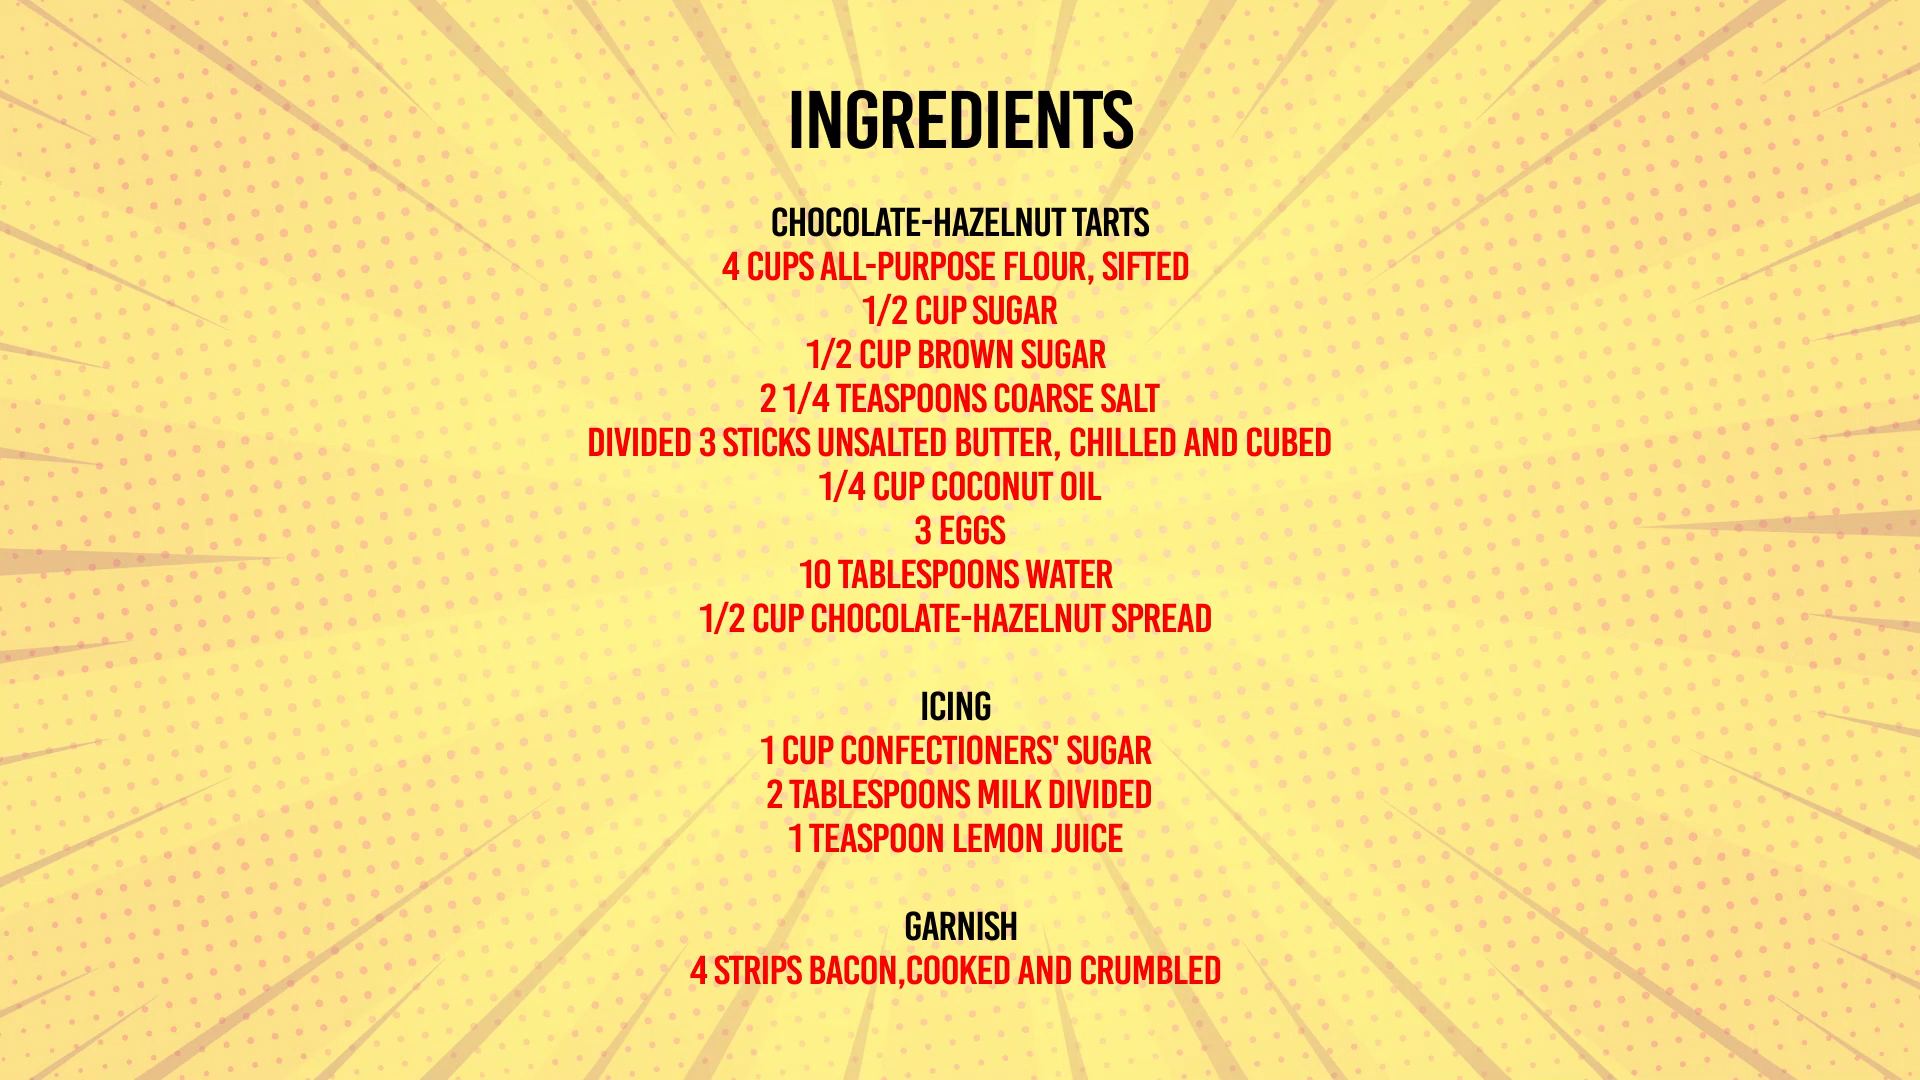 INGREDIENTS
CHOCOLATE-HAZELNUT TARTS
4 CUPS ALL-PURPOSE FLOUR, SIFTED
1/2 CUP SUGAR
1/2 CUP BROWN SUGAR
2 1/4 TEASPOONS COARSE SALT
DIVIDED 3 STICKS UNSALTED BUTTER, CHILLED AND CUBED
1/4 CUP COCONUT OIL
3 EGGS
10 TABLESPOONS WATER
1/2 CUP CHOCOLATE-HAZELNUT SPREAD
ICING
1 CUP CONFECTIONERS' SUGAR
2 TABLESPOONS MILK DIVIDED
1 TEASPOON LEMON JUICE
GARNISH
4 STRIPS BACON,COOKED AND CRUMBLED